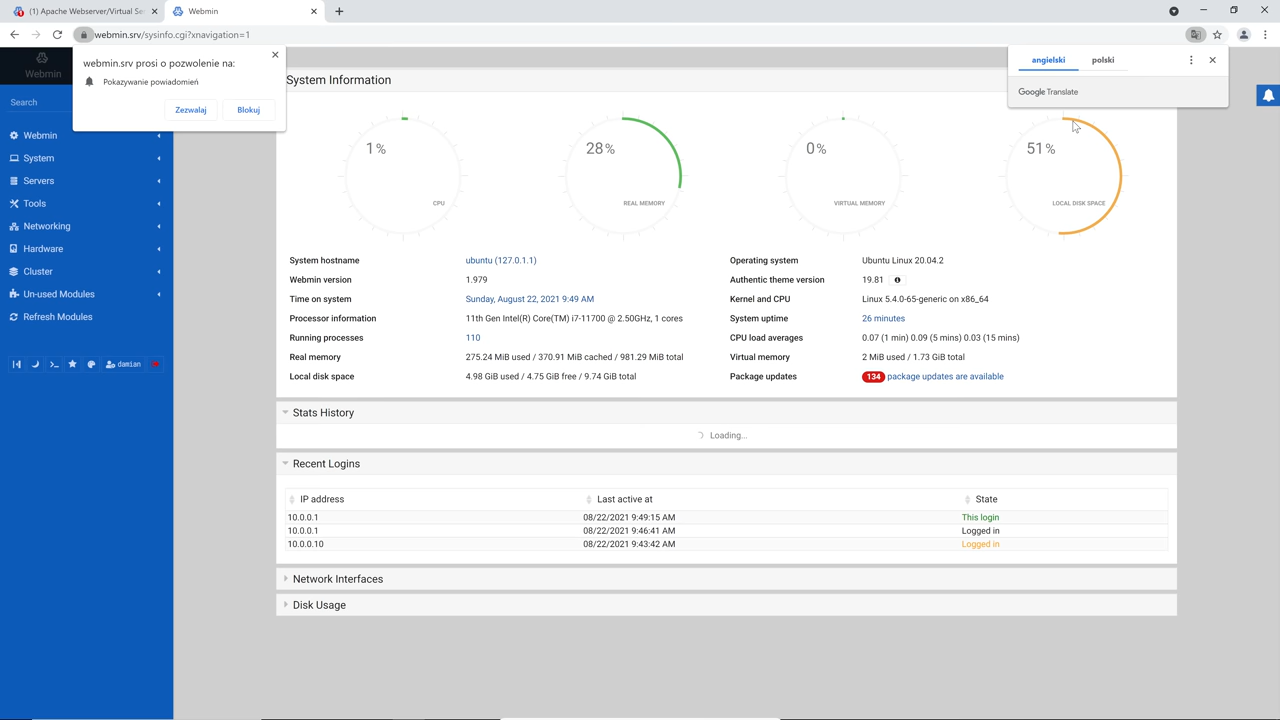 (1) Apache Webserver/Virtual Se
Webmin
webmin.srv/sysinfo.cgi?xnavigation=1
webmin.srv prosi o pozwolenie na:
Pokazywanie powiadomień
Zezwalaj
Blokuj
angielski
polski
Google Translate
Webmin
Search
Webmin
System
Servers
Tools
Networking
Hardware
Cluster
Un-used Modules
Refresh Modules
damian
System Information
1%
CPU
28%
REAL MEMORY
0%
VIRTUAL MEMORY
51%
LOCAL DISK SPACE
System hostname ubuntu (127.0.1.1) Operating system Ubuntu Linux 20.04.2
Webmin version 1.979 Authentic theme version 19.81
Time on system Sunday, August 22, 2021 9:49 AM Kernel and CPU Linux 5.4.0-65-generic on x86_64
Processor information 11th Gen Intel(R) Core(TM) i7-11700 @ 2.50GHz, 1 cores System uptime 26 minutes
Running processes 110 CPU load averages 0.07 (1 min) 0.09 (5 mins) 0.03 (15 mins)
Real memory 275.24 MiB used / 370.91 MiB cached / 981.29 MiB total Virtual memory 2 MiB used / 1.73 GiB total
Local disk space 4.98 GiB used / 4.75 GiB free / 9.74 GiB total Package updates 134 package updates are available
Stats History
Loading...
Recent Logins
IP address Last active at State
10.0.0.1 08/22/2021 9:49:15 AM This login
10.0.0.1 08/22/2021 9:46:41 AM Logged in
10.0.0.10 08/22/2021 9:43:42 AM Logged in
Network Interfaces
Disk Usage